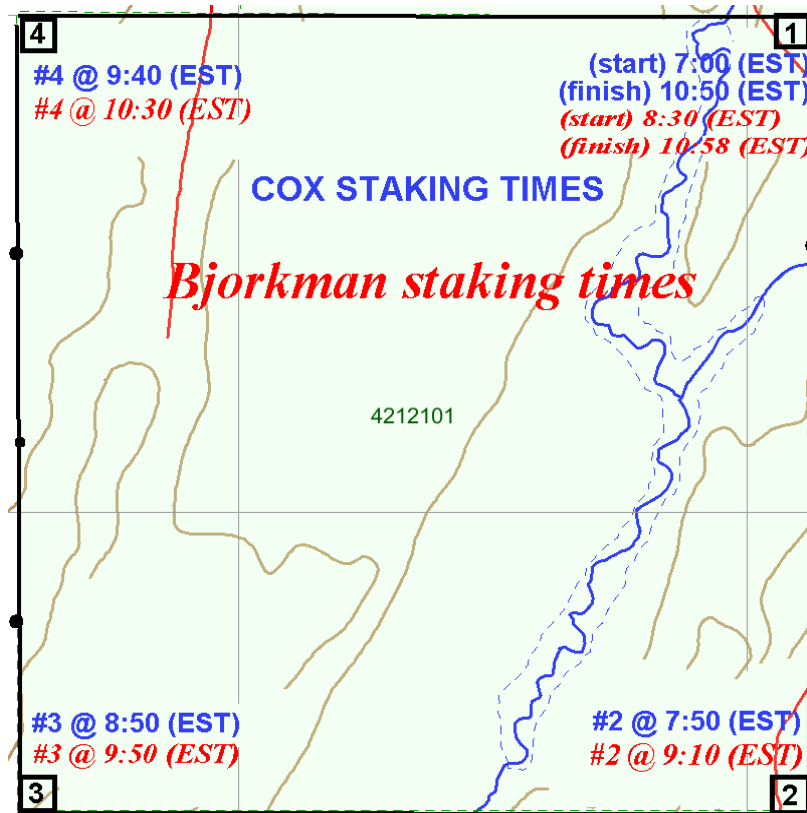 4
1
#4 @ 9:40 (EST)
#4 @ 10:30 (EST)
(start) 7:00 (EST)
(finish) 10:50 (EST)
(start) 8:30 (EST)
(finish) 10:58 (EST)
COX STAKING TIMES
Bjorkman staking times
4212101
#3 @ 8:50 (EST)
#3 @ 9:50 (EST)
#2 @ 7:50 (EST)
#2 @ 9:10 (EST)
3
2